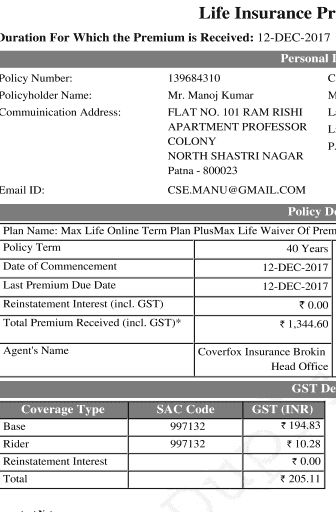 Life Insurance Pr
Duration For Which the Premium is Received: 12-DEC-2017
Personal
Policy Number: 139684310 C
Policyholder Name: Mr. Manoj Kumar M
Commuinication Address: FLAT NO. 101 RAM RISHI L
APARTMENT PROFESSOR L
COLONY P
NORTH SHASTRI NAGAR
Patna - 800023
Email ID: CSE.MANU@GMAIL.COM
Policy De
Plan Name: Max Life Online Term Plan PlusMax Life Waiver Of Prem
Policy Term 40 Years
Date of Commencement 12-DEC-2017
Last Premium Due Date 12-DEC-2017
Reinstatement Interest (incl. GST) ₹ 0.00
Total Premium Received (incl. GST)* ₹ 1,344.60
Agent's Name Coverfox Insurance Brokin
Head Office
GST De
Coverage Type SAC Code GST (INR)
Base 997132 ₹ 194.83
Rider 997132 ₹ 10.28
Reinstatement Interest ₹ 0.00
Total ₹ 205.11
Dup